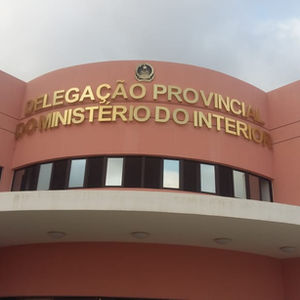 DELEGAÇÃO PROVINCIAL
DO MINISTÉRIO DO INTERIOR